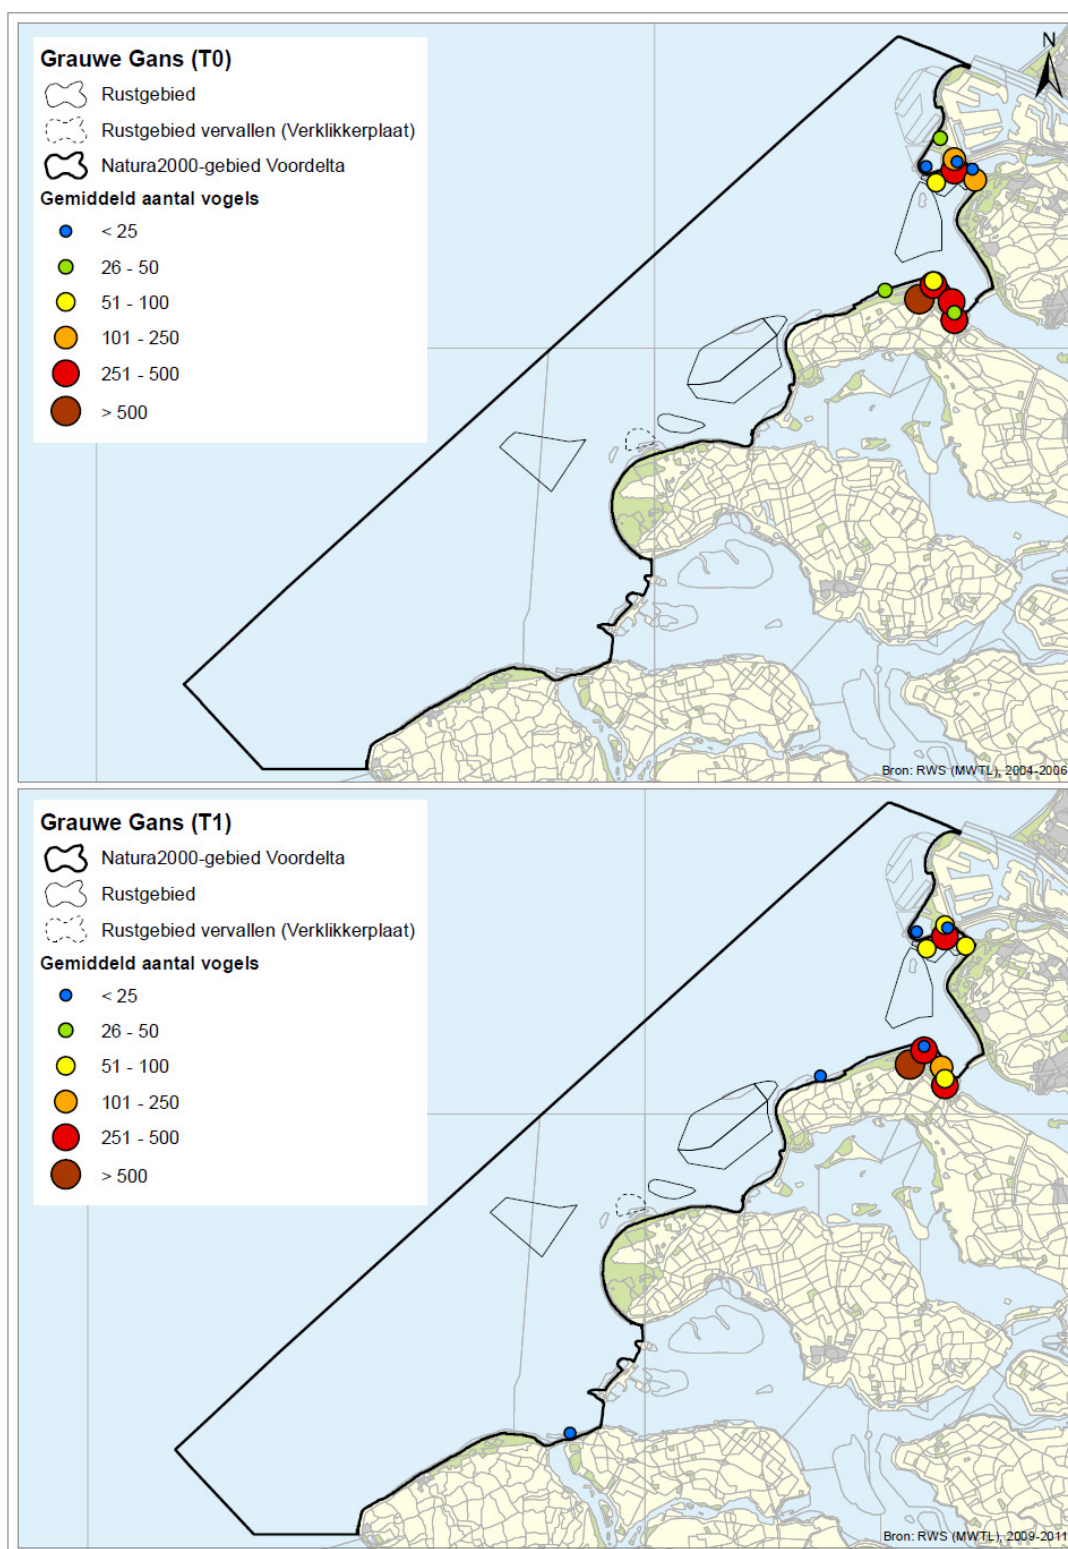 Grauwe Gans (T0)
Rustgebied
Rustgebied vervallen (Verklikkerplaat)
Natura2000-gebied Voordelta
Gemiddeld aantal vogels
< 25
26 - 50
51 - 100
101 - 250
251 - 500
> 500
N
Bron: RWS (MWTL), 2004-2006
Grauwe Gans (T1)
Natura2000-gebied Voordelta
Rustgebied
Rustgebied vervallen (Verklikkerplaat)
Gemiddeld aantal vogels
< 25
26 - 50
51 - 100
101 - 250
251 - 500
> 500
Bron: RWS (MWTL), 2009-2011